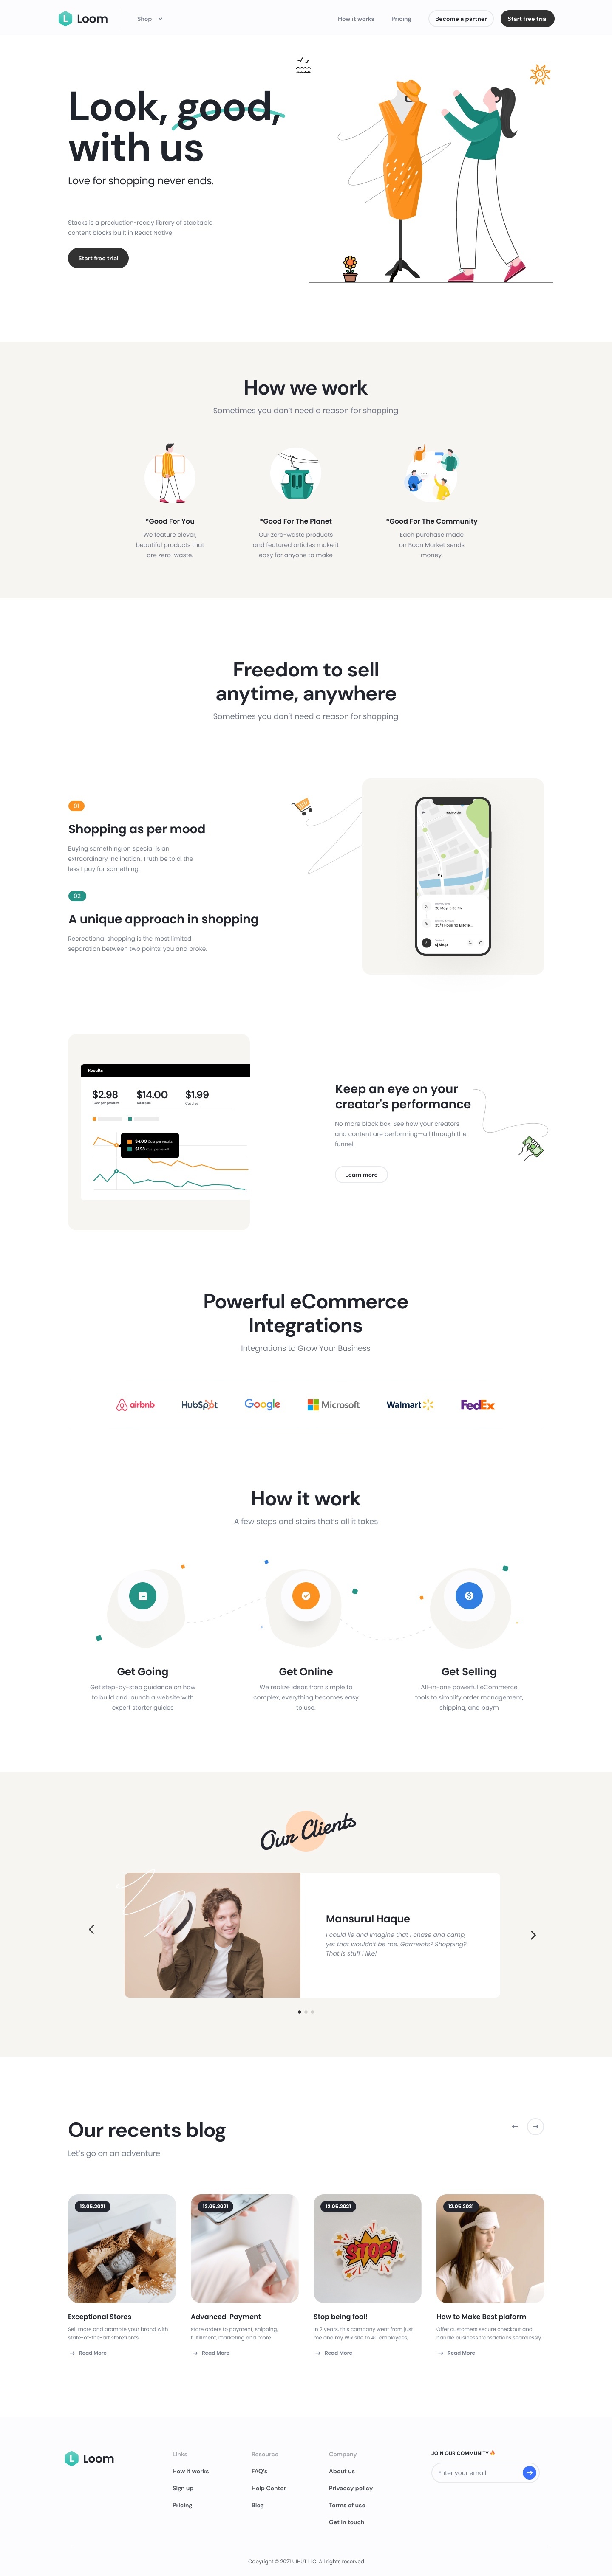 Loom
Shop
How it works
Pricing
Become a partner
Start free trial
Look, good,
with us
Love for shopping never ends.
Stacks is a production-ready library of stackable
content blocks built in React Native
Start free trial
How we work
Sometimes you don't need a reason for shopping
*Good For You
We feature clever,
beautiful products that
are zero-waste.
*Good For The Planet
Our zero-waste products
and featured articles make it
easy for anyone to make
*Good For The Community
Each purchase made
on Boon Market sends
money.
Freedom to sell
anytime, anywhere
Sometimes you don't need a reason for shopping
01
Shopping as per mood
Buying something on special is an
extraordinary inclination. Truth be told, the
less I pay for something.
02
A unique approach in shopping
Recreational shopping is the most limited
separation between two points: you and broke.
28 May, 5:30 PM
25/3 Housing Estate...
Results
$2.98
Cost per product
$14.00
Total sale
$1.99
Cost fee
$4.00 Cost per results
$1.98 Cost per result
Keep an eye on your
creator's performance
No more black box. See how your creators
and content are performing—all through the
funnel.
Learn more
Powerful eCommerce
Integrations
Integrations to Grow Your Business
airbnb
HubSpot
Google
Microsoft
Walmart
FedEx
How it work
A few steps and stairs that's all it takes
Get Going
Get step-by-step guidance on how
to build and launch a website with
expert starter guides
Get Online
We realize ideas from simple to
complex, everything becomes easy
to use.
Get Selling
All-in-one powerful eCommerce
tools to simplify order management,
shipping, and paym
Our Clients
Mansurul Haque
I could lie and imagine that I chase and camp,
yet that wouldn't be me. Garments? Shopping?
That is stuff I like!
Our recents blog
Let's go on an adventure
12.05.2021
Exceptional Stores
Sell more and promote your brand with
state-of-the-art storefronts.
Read More
12.05.2021
Advanced Payment
store orders to payment, shipping,
fulfillment, marketing and more
Read More
12.05.2021
STOP!
Stop being fool!
In 2 years, this company went from just
me and my Wix site to 40 employees.
Read More
12.05.2021
How to Make Best plaform
Offer customers secure checkout and
handle business transactions seamlessly.
Read More
Loom
Links
How it works
Sign up
Pricing
Resource
FAQ's
Help Center
Blog
Company
About us
Privaccy policy
Terms of use
Get in touch
JOIN OUR COMMUNITY
Enter your email
Copyright © 2021 UIHUT LLC. All rights reserved